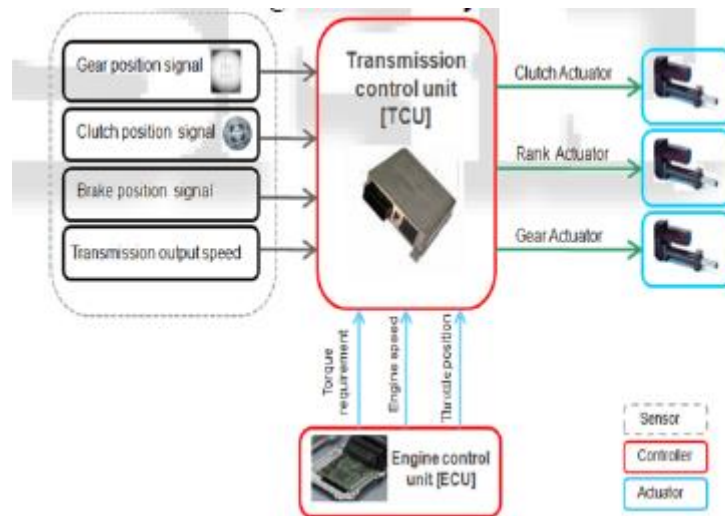 Gear position signal
Clutch position signal
Brake position signal
Transmission output speed
Transmission
control unit
[TCU]
Clutch Actuator
Rank Actuator
Gear Actuator
Torque
requirement
Engine speed
Throttle position
Engine control
unit [ECU]
Sensor
Controller
Actuator